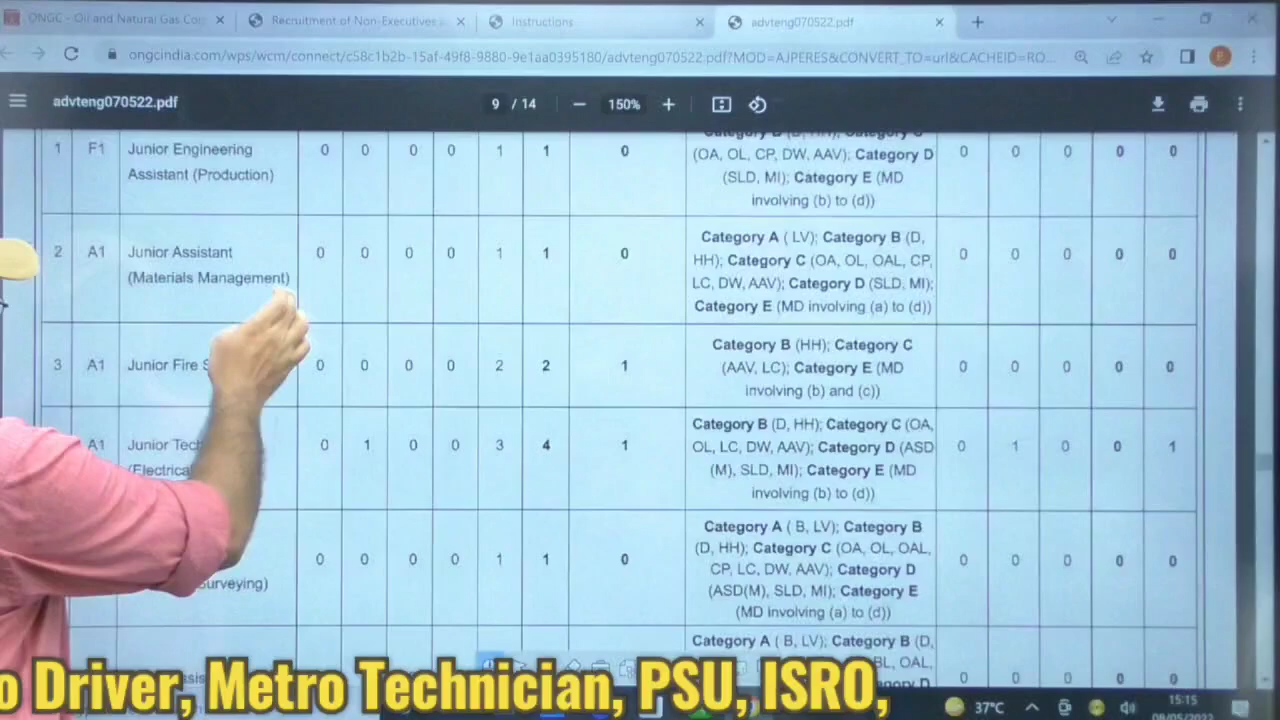 ONGC - Oil and Natural Gas Cor
Recruitment of Non-Executives
Instructions
advteng070522.pdf
ongcindia.com/wps/wcm/connect/c58c1b2b-15af-49f8-9880-9e1aa0395180/advteng070522.pdf?MOD=AJPERES&CONVERT_TO=url&CACHEID=RO...
advteng070522.pdf
9 / 14
150%
1 F1 Junior Engineering Assistant (Production) 0 0 0 0 1 1 0
(OA, OL, CP, DW, AAV); Category D
(SLD, MI); Category E (MD
involving (b) to (d))
0 0 0 0 0
2 A1 Junior Assistant (Materials Management) 0 0 0 0 1 1 0
Category A ( LV); Category B (D,
HH); Category C (OA, OL, OAL, CP,
LC, DW, AAV); Category D (SLD, MI);
Category E (MD involving (a) to (d))
0 0 0 0 0
3 A1 Junior Fire 0 0 0 0 2 2 1
Category B (HH); Category C
(AAV, LC); Category E (MD
involving (b) and (c))
0 0 0 0 0
A1 Junior Tec (Electrica 0 1 0 0 3 4 1
Category B (D, HH); Category C (OA,
OL, LC, DW, AAV); Category D (ASD
(M), SLD, MI); Category E (MD
involving (b) to (d))
0 1 0 0 1
urveying) 0 0 0 0 1 1 0
Category A ( B, LV); Category B
(D, HH); Category C (OA, OL, OAL,
CP, LC, DW, AAV); Category D
(ASD(M), SLD, MI); Category E
(MD involving (a) to (d))
0 0 0 0 0
Category A ( B, LV); Category B (D,
BL, OAL,
o Driver, Metro Technician, PSU, ISRO,
37°C
15:15
08/05/2022